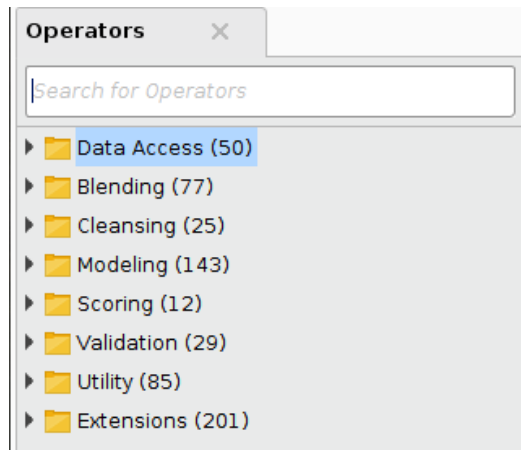 Operators
Search for Operators
Data Access (50)
Blending (77)
Cleansing (25)
Modeling (143)
Scoring (12)
Validation (29)
Utility (85)
Extensions (201)